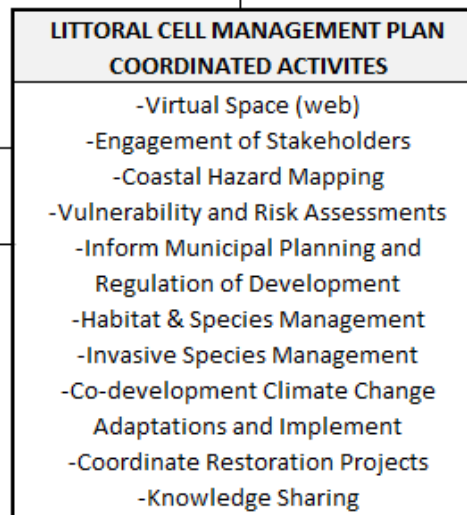 LITTORAL CELL MANAGEMENT PLAN
COORDINATED ACTIVITES
-Virtual Space (web)
-Engagement of Stakeholders
-Coastal Hazard Mapping
-Vulnerability and Risk Assessments
-Inform Municipal Planning and
Regulation of Development
-Habitat & Species Management
-Invasive Species Management
-Co-development Climate Change
Adaptations and Implement
-Coordinate Restoration Projects
-Knowledge Sharing